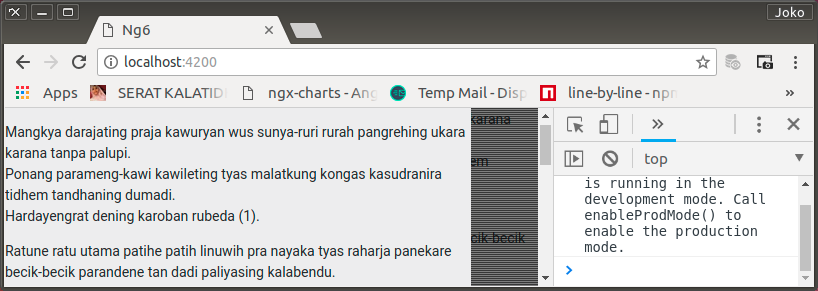 Joko
Ng6
localhost:4200
Apps SERAT KALATID ngx-charts - Ang Temp Mail - Disp line-by-line - npm »
Mangkya darajating praja kawuryan wus sunya-ruri rurah pangrehing ukara
karana tanpa palupi.
Ponang parameng-kawi kawileting tyas malatkung kongas kasudranira
tidhem tandhaning dumadi.
Hardayengrat dening karoban rubeda (1).
Ratune ratu utama patihe patih linuwih pra nayaka tyas raharja panekare
becik-becik parandene tan dadi paliyasing kalabendu.
karana
em
cik-becik
»
top
is running in the
development mode. Call
enableProdMode() to
enable the production
mode.
>